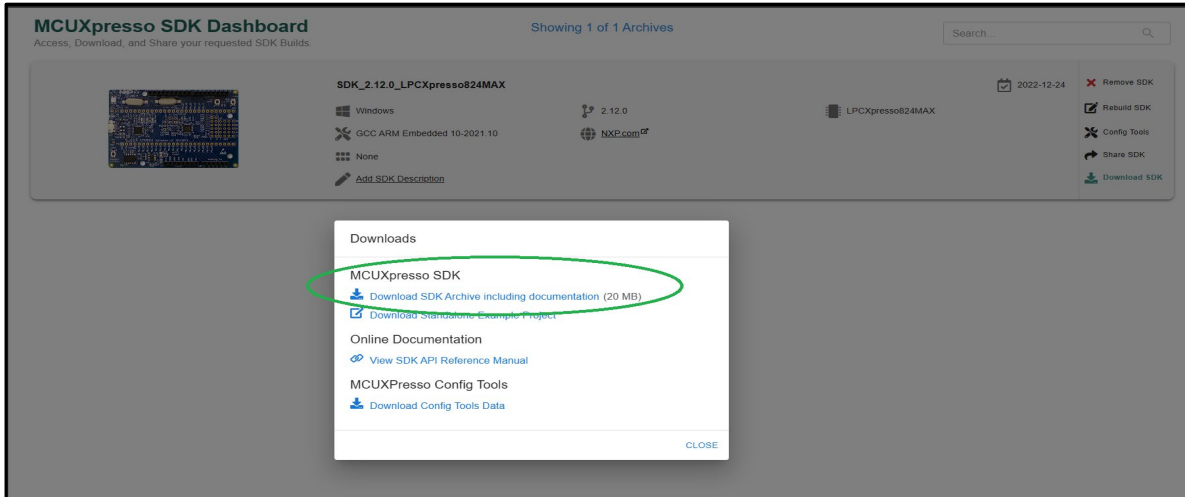 MCUXpresso SDK Dashboard
Access, Download, and Share your requested SDK Builds.
Showing 1 of 1 Archives
Search...
SDK_2.12.0_LPCXpresso824MAX
2022-12-24
Windows
2.12.0
LPCXpresso824MAX
GCC ARM Embedded 10-2021.10
NXP.com
None
Add SDK Description
Remove SDK
Rebuild SDK
Config Tools
Share SDK
Download SDK
Downloads
MCUXpresso SDK
Download SDK Archive including documentation (20 MB)
Download Standalone Example Project
Online Documentation
View SDK API Reference Manual
MCUXPresso Config Tools
Download Config Tools Data
CLOSE